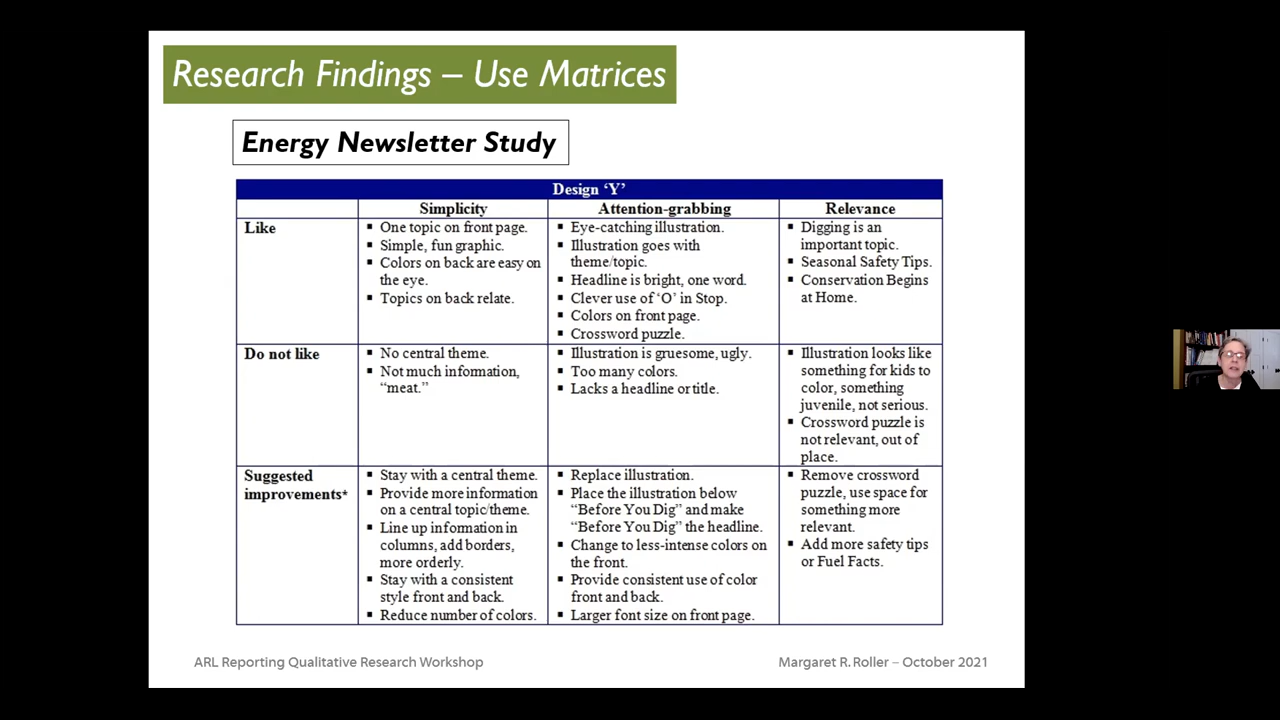 Research Findings – Use Matrices
Energy Newsletter Study
Design ‘Y’
Simplicity
Attention-grabbing
Relevance
Like
▪ One topic on front page.
▪ Simple, fun graphic.
▪ Colors on back are easy on
the eye.
▪ Topics on back relate.
▪ Eye-catching illustration.
▪ Illustration goes with
theme/topic.
▪ Headline is bright, one word.
▪ Clever use of ‘O’ in Stop.
▪ Colors on front page.
▪ Crossword puzzle.
▪ Digging is an
important topic.
▪ Seasonal Safety Tips.
▪ Conservation Begins
at Home.
Do not like
▪ No central theme.
▪ Not much information,
“meat.”
▪ Illustration is gruesome, ugly.
▪ Too many colors.
▪ Lacks a headline or title.
▪ Illustration looks like
something for kids to
color, something
juvenile, not serious.
▪ Crossword puzzle is
not relevant, out of
place.
Suggested
improvements*
▪ Stay with a central theme.
▪ Provide more information
on a central topic/theme.
▪ Line up information in
columns, add borders,
more orderly.
▪ Stay with a consistent
style front and back.
▪ Reduce number of colors.
▪ Replace illustration.
▪ Place the illustration below
“Before You Dig” and make
“Before You Dig” the headline.
▪ Change to less-intense colors on
the front.
▪ Provide consistent use of color
front and back.
▪ Larger font size on front page.
▪ Remove crossword
puzzle, use space for
something more
relevant.
▪ Add more safety tips
or Fuel Facts.
ARL Reporting Qualitative Research Workshop
Margaret R. Roller – October 2021